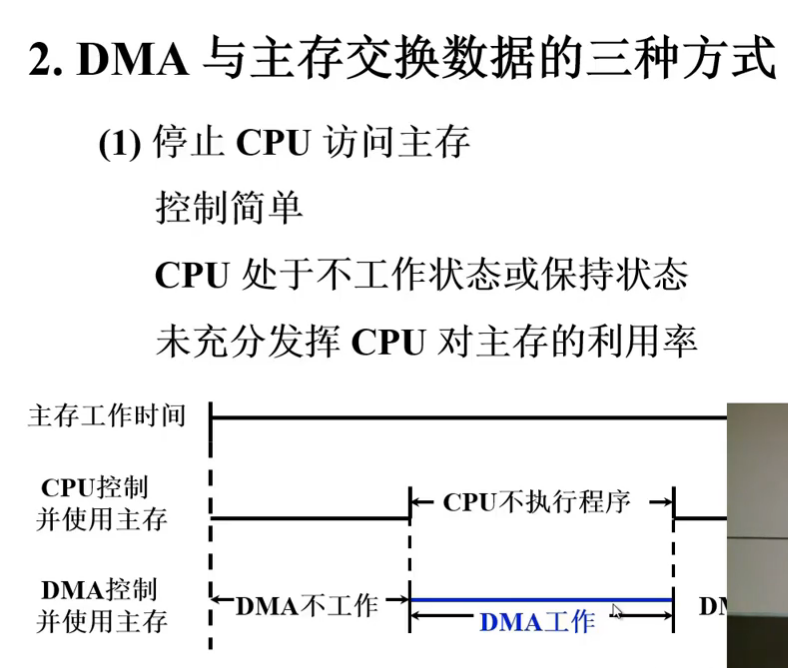 2. DMA 与主存交换数据的三种方式
(1) 停止 CPU 访问主存
控制简单
CPU 处于不工作状态或保持状态
未充分发挥 CPU 对主存的利用率
主存工作时间
CPU控制
并使用主存
CPU不执行程序
DMA控制
并使用主存
DMA不工作
DMA工作